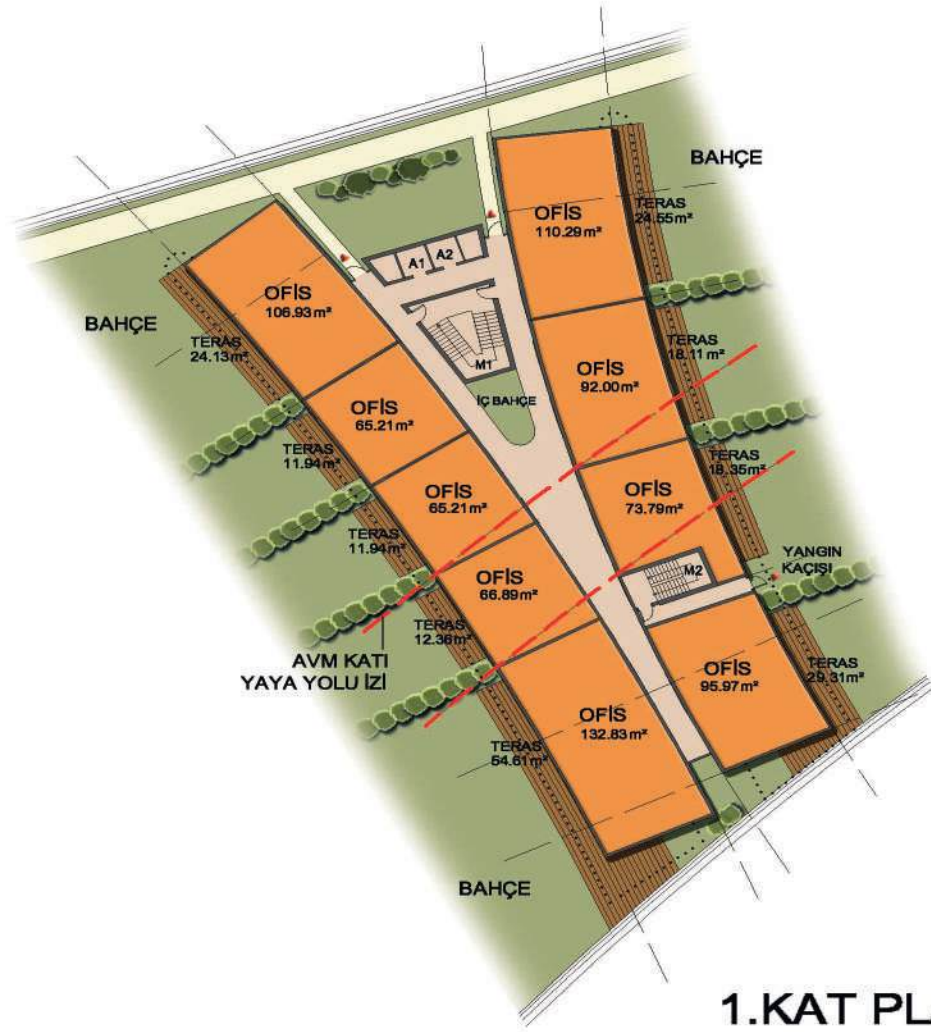 BAHÇE
OFİS
110.29m²
TERAS
24.55m²
A1
A2
OFİS
106.93m²
BAHÇE
TERAS
24.13m²
M1
OFİS
92.00m²
TERAS
18.11m²
İÇ BAHÇE
OFİS
65.21m²
TERAS
11.94m²
OFİS
65.21m²
TERAS
11.94m²
OFİS
73.79m²
TERAS
18.35m²
M2
YANGIN
KAÇIŞI
OFİS
66.89m²
TERAS
12.36m²
AVM KATI
YAYA YOLU İZİ
OFİS
95.97m²
TERAS
29.31m²
OFİS
132.83m²
TERAS
54.61m²
BAHÇE
1.KAT PL